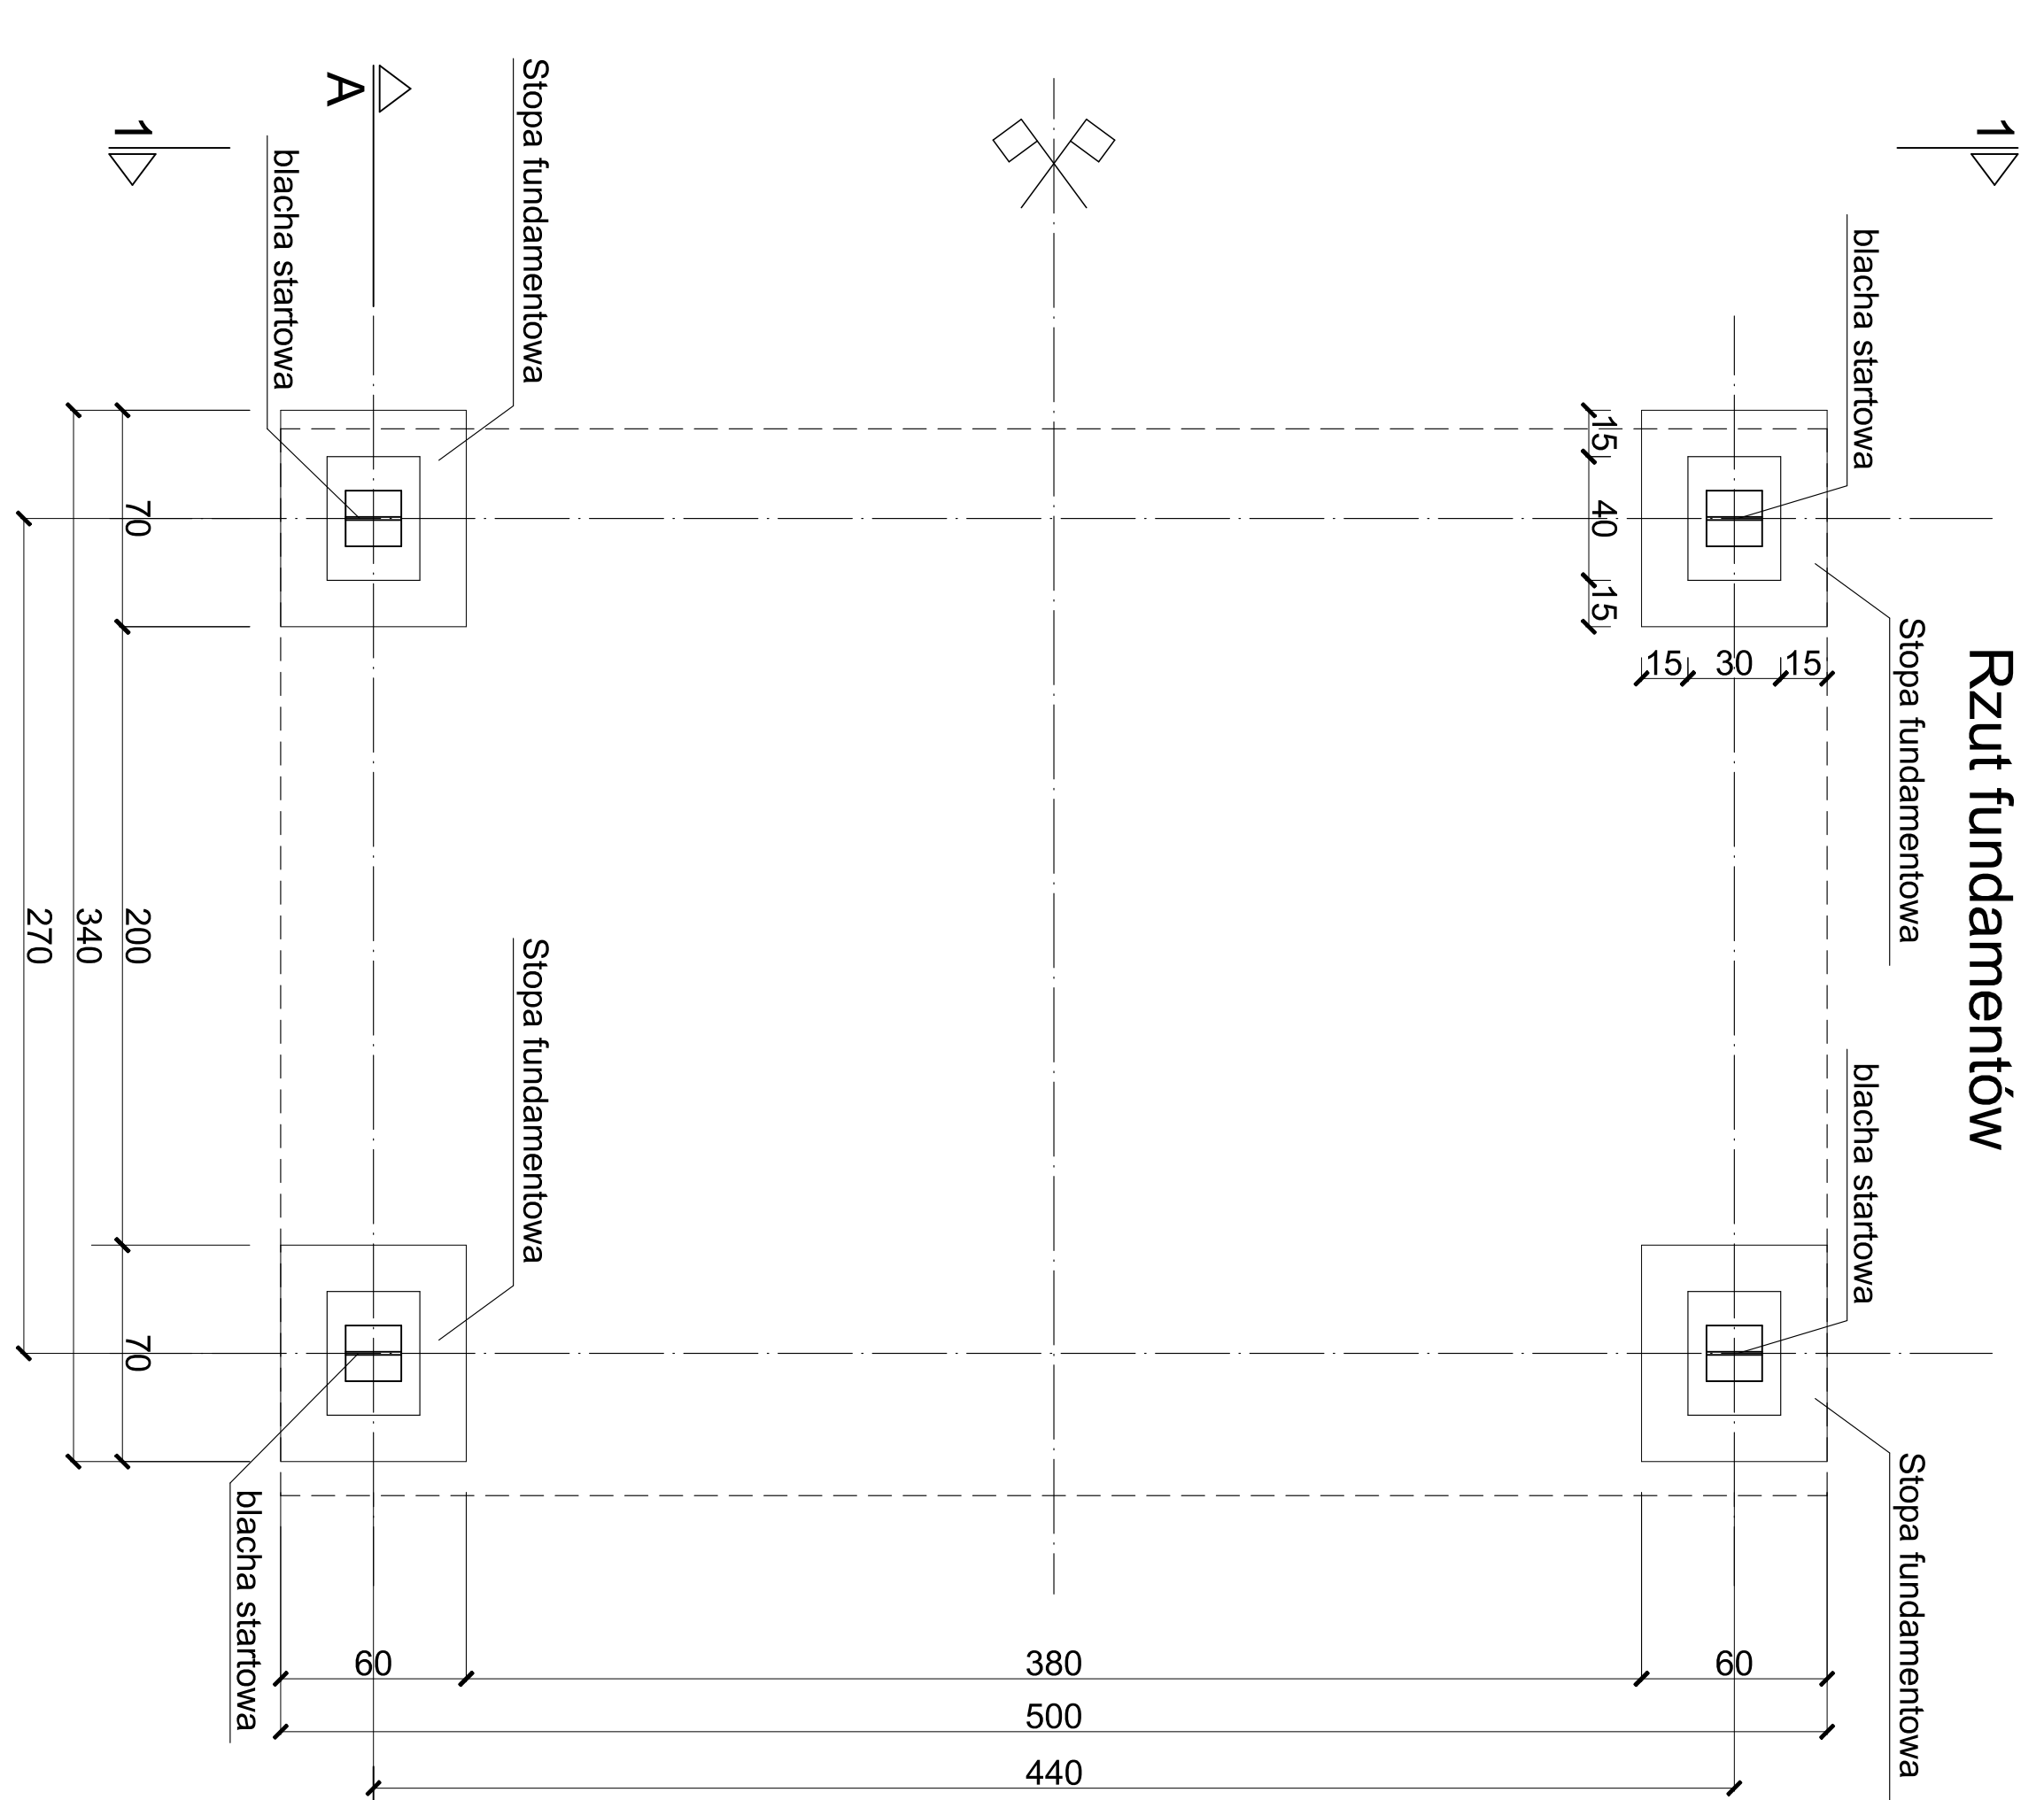 Rzut fundamentów
1
1
A
Stopa fundamentowa
blacha startowa
blacha startowa
Stopa fundamentowa
Stopa fundamentowa
blacha startowa
blacha startowa
Stopa fundamentowa
15
40
15
15
30
15
70
200
70
340
270
60
380
60
500
440